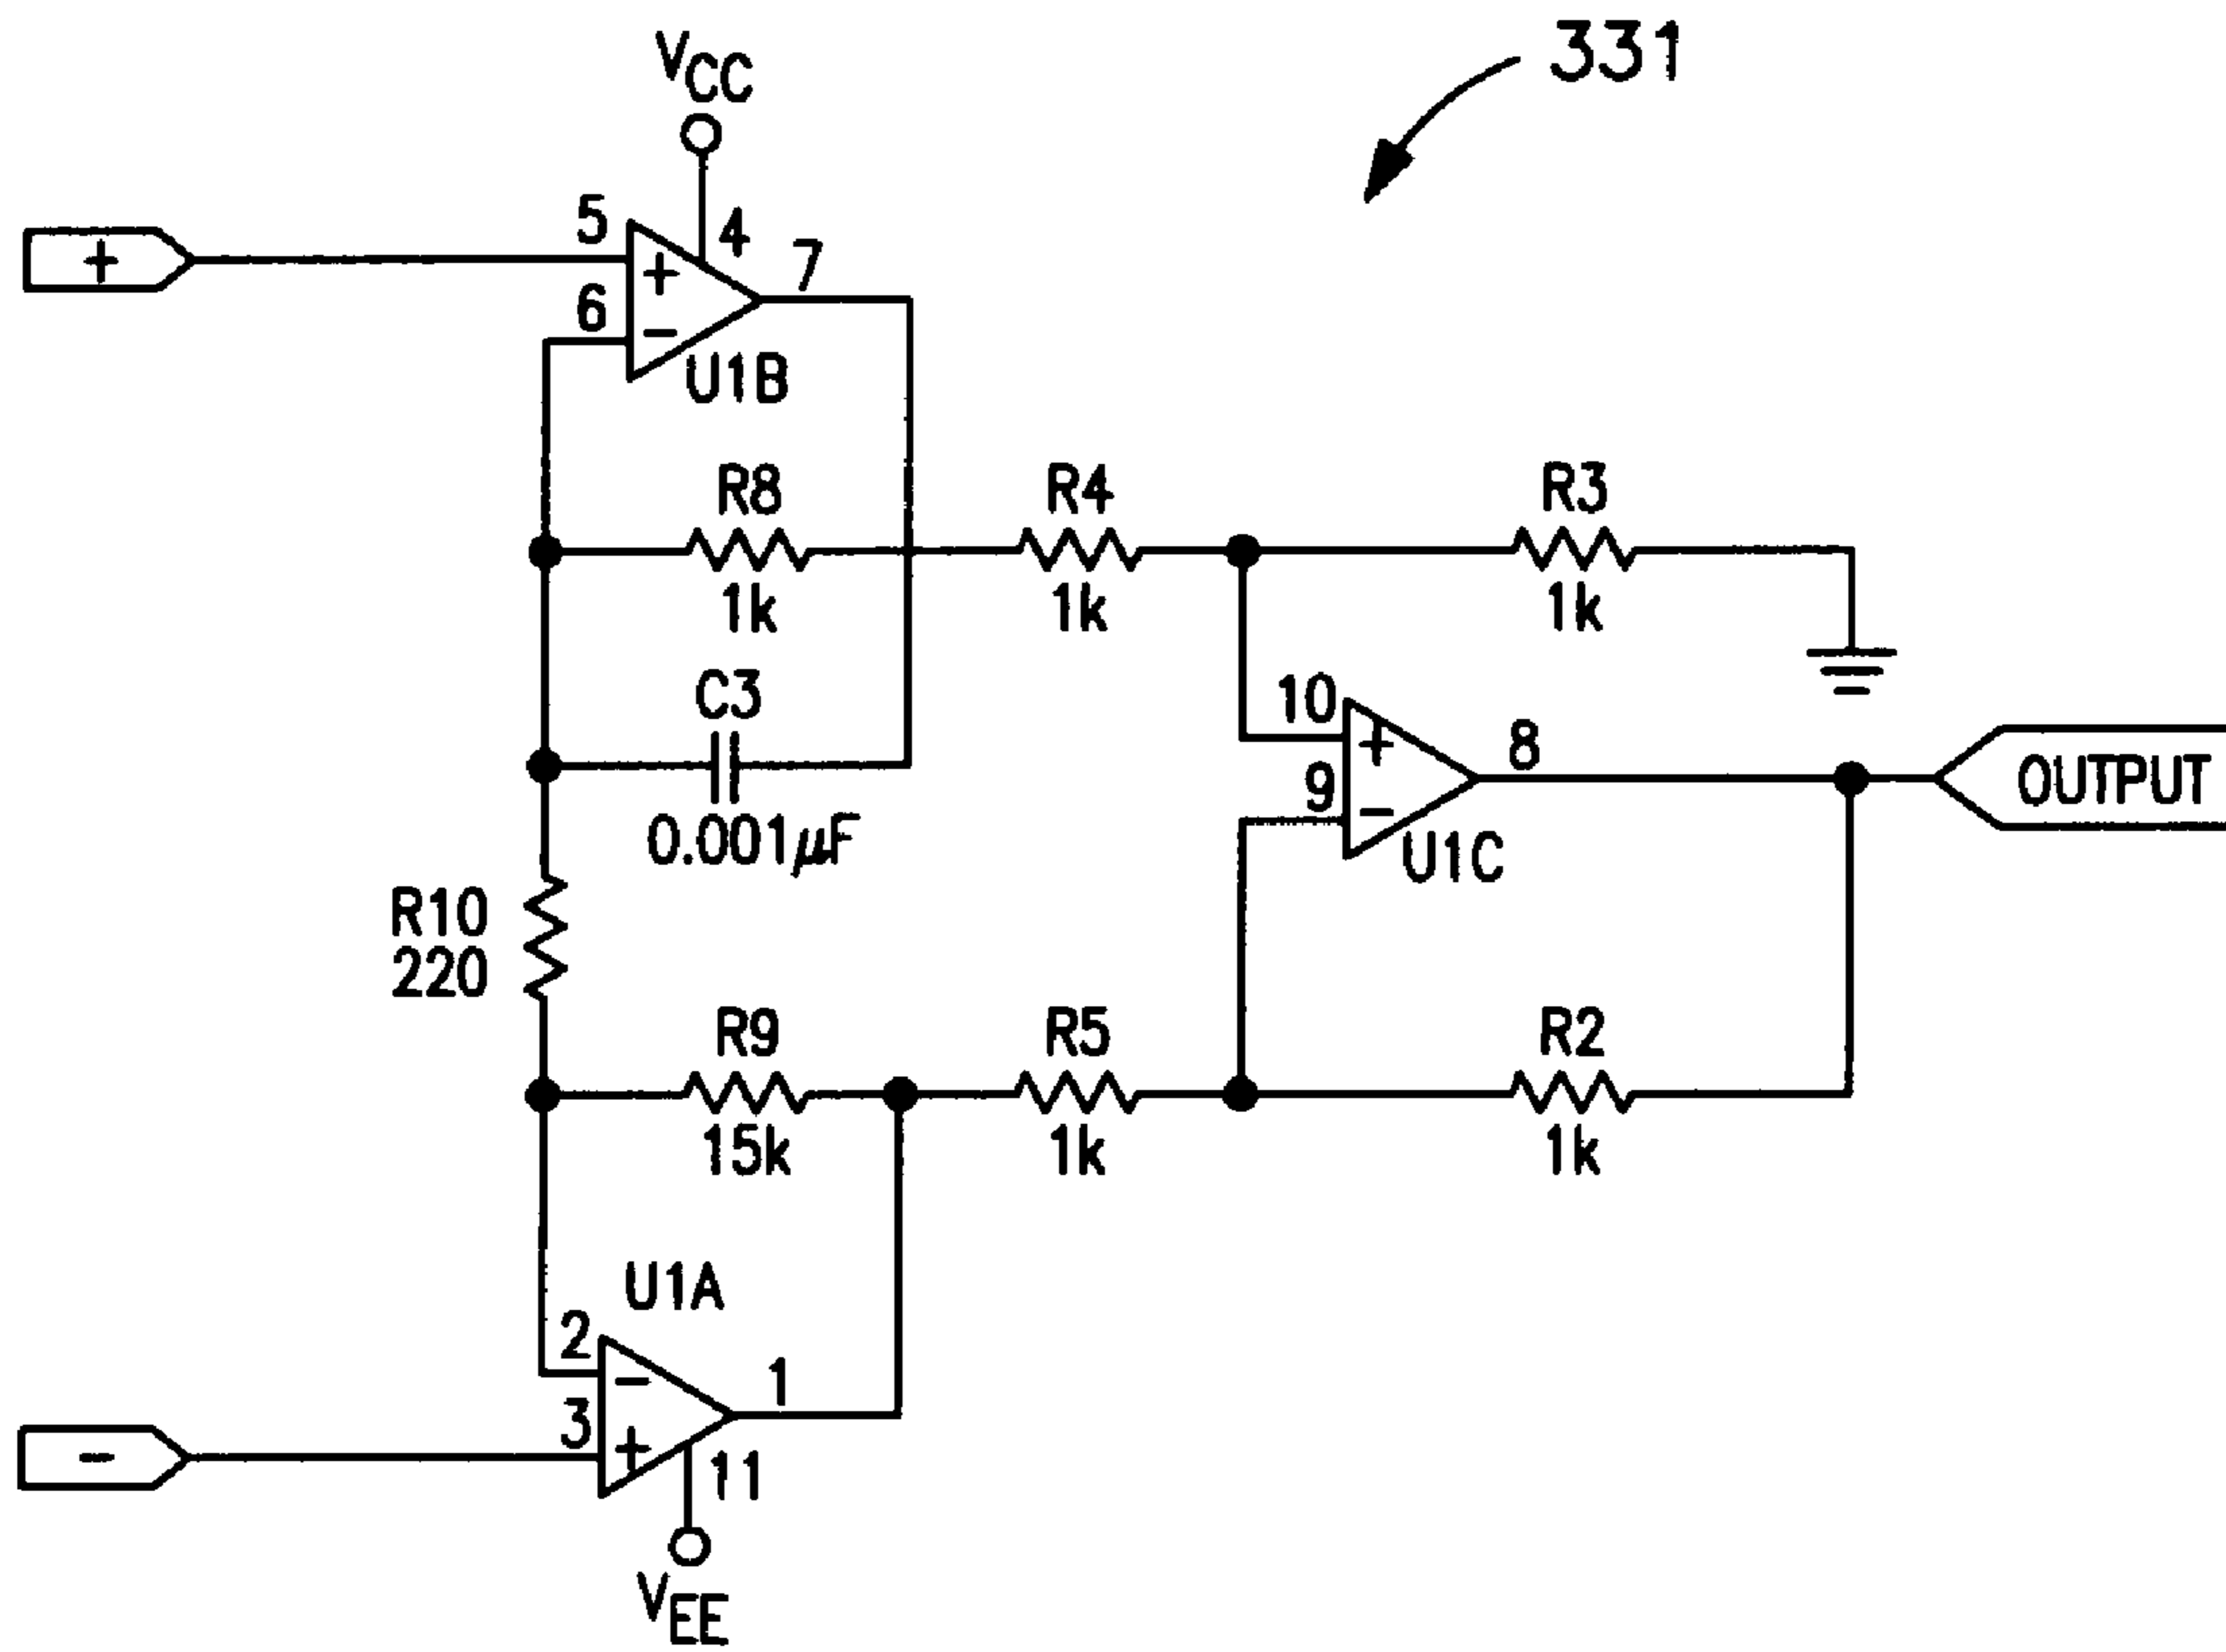 331
VCC
+
5
4
7
6
+
-
U1B
R8
1k
R4
1k
R3
1k
C3
0.001µF
10
9
+
-
8
U1C
OUTPUT
R10
220
R9
15k
R5
1k
R2
1k
U1A
2
3
-
+
1
11
-
VEE